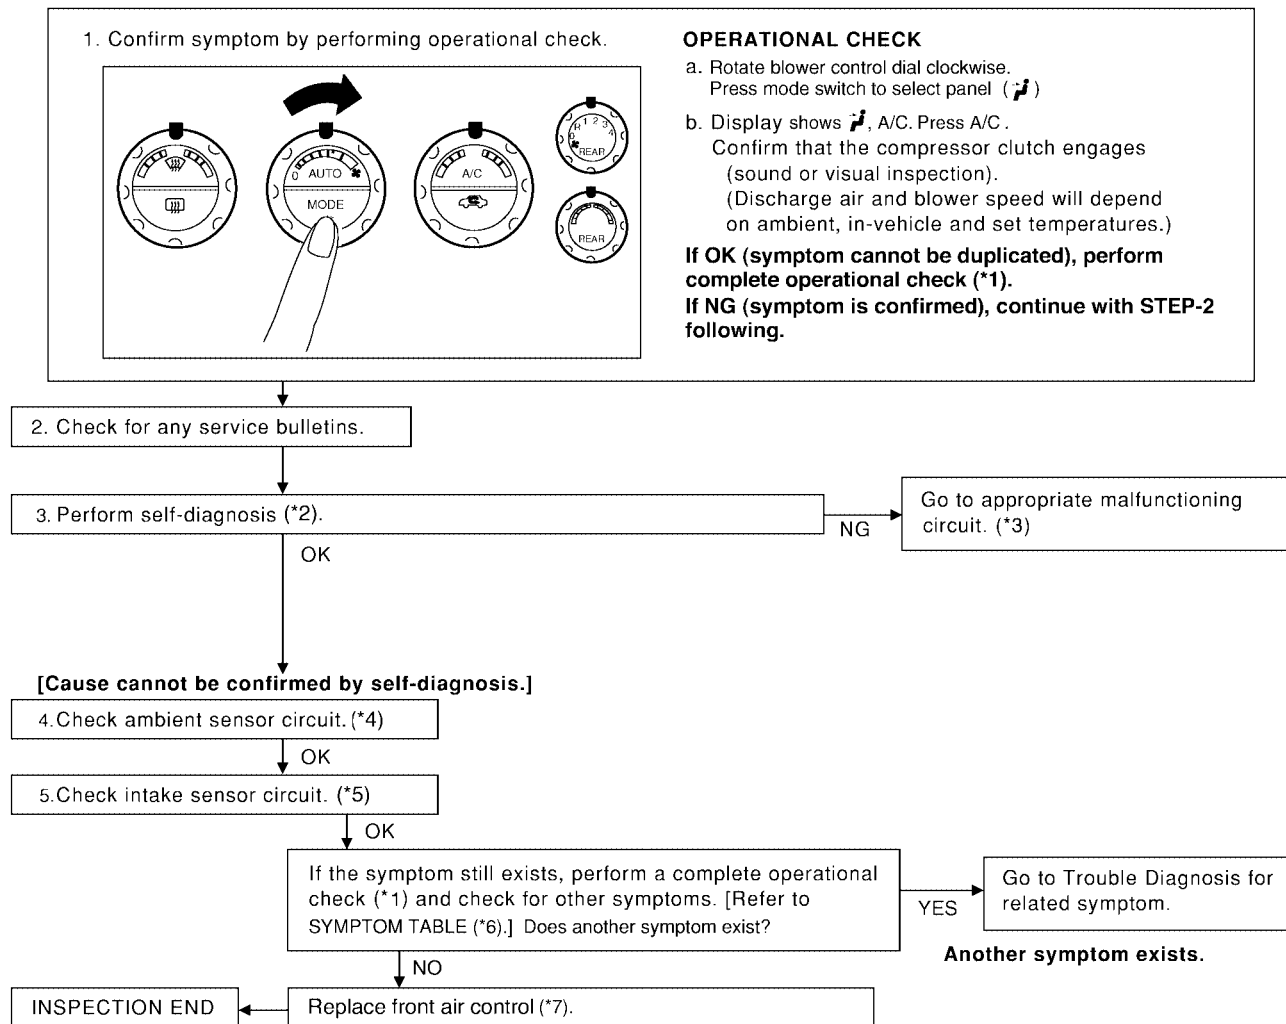 1. Confirm symptom by performing operational check.
0
AUTO
MODE
A/C
0 R 1 2 3 4
REAR
REAR
OPERATIONAL CHECK
a. Rotate blower control dial clockwise.
Press mode switch to select panel ( )
b. Display shows , A/C. Press A/C .
Confirm that the compressor clutch engages
(sound or visual inspection).
(Discharge air and blower speed will depend
on ambient, in-vehicle and set temperatures.)
If OK (symptom cannot be duplicated), perform
complete operational check (*1).
If NG (symptom is confirmed), continue with STEP-2
following.
2. Check for any service bulletins.
3. Perform self-diagnosis (*2).
NG
Go to appropriate malfunctioning
circuit. (*3)
OK
[Cause cannot be confirmed by self-diagnosis.]
4.Check ambient sensor circuit. (*4)
OK
5.Check intake sensor circuit. (*5)
OK
If the symptom still exists, perform a complete operational
check (*1) and check for other symptoms. [Refer to
SYMPTOM TABLE (*6).] Does another symptom exist?
YES
Go to Trouble Diagnosis for
related symptom.
Another symptom exists.
NO
INSPECTION END
Replace front air control (*7).